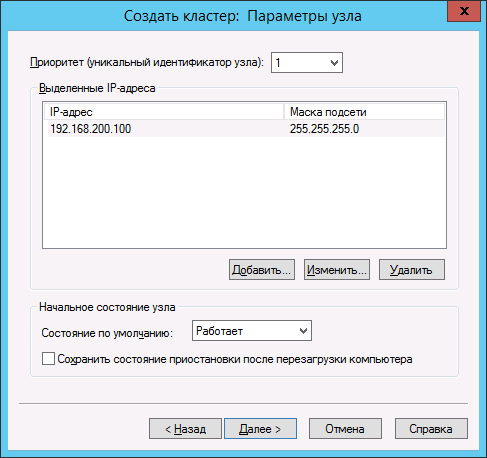 Создать кластер: Параметры узла
x
Приоритет (уникальный идентификатор узла): 1
Выделенные IP-адреса
IP-адрес Маска подсети
192.168.200.100 255.255.255.0
Добавить... Изменить... Удалить
Начальное состояние узла
Состояние по умолчанию: Работает
Сохранить состояние приостановки после перезагрузки компьютера
< Назад Далее > Отмена Справка